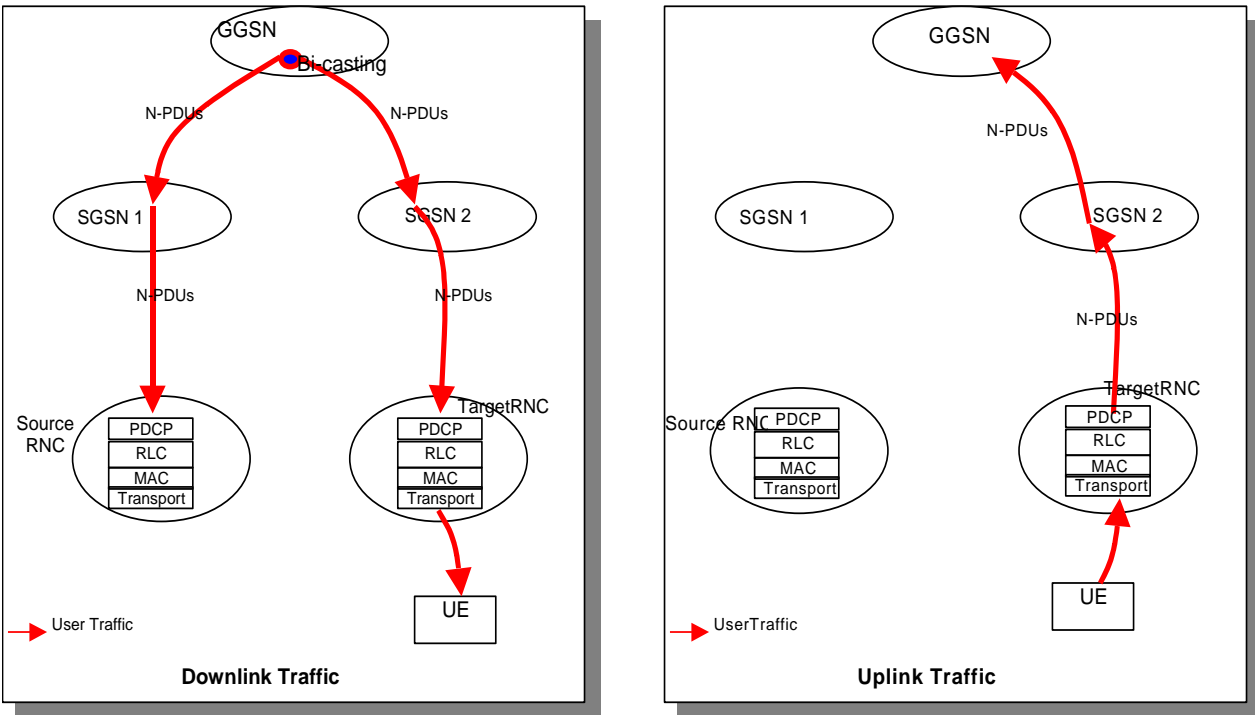 GGSN
Bi-casting
N-PDUs
N-PDUs
SGSN 1
SGSN 2
N-PDUs
N-PDUs
Source
RNC
TargetRNC
PDCP
RLC
MAC
Transport
PDCP
RLC
MAC
Transport
UE
User Traffic
Downlink Traffic
GGSN
N-PDUs
SGSN 1
SGSN 2
N-PDUs
Source RNC
TargetRNC
PDCP
RLC
MAC
Transport
PDCP
RLC
MAC
Transport
UE
UserTraffic
Uplink Traffic